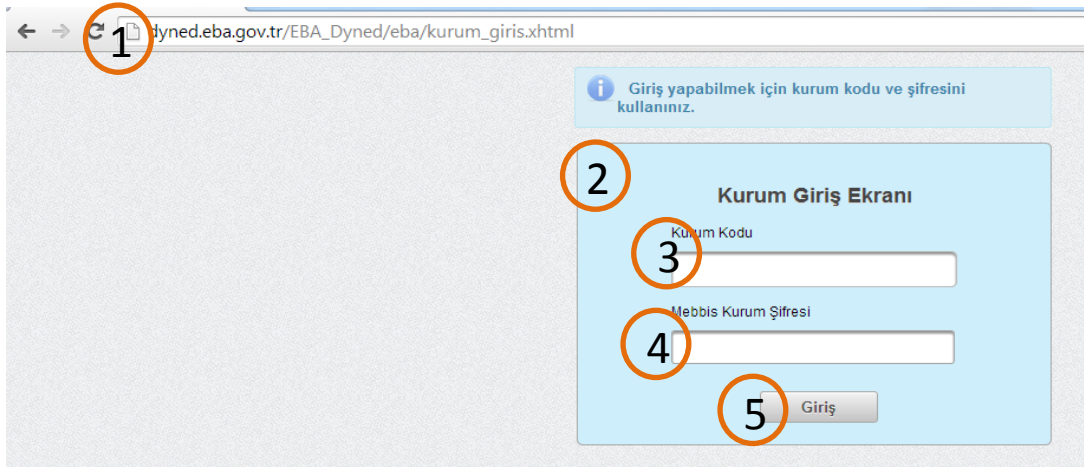 1
dyned.eba.gov.tr/EBA_Dyned/eba/kurum_giris.xhtml
Giriş yapabilmek için kurum kodu ve şifresini
kullanınız.
2
Kurum Giriş Ekranı
Kurum Kodu
3
Mebbis Kurum Şifresi
4
5
Giriş